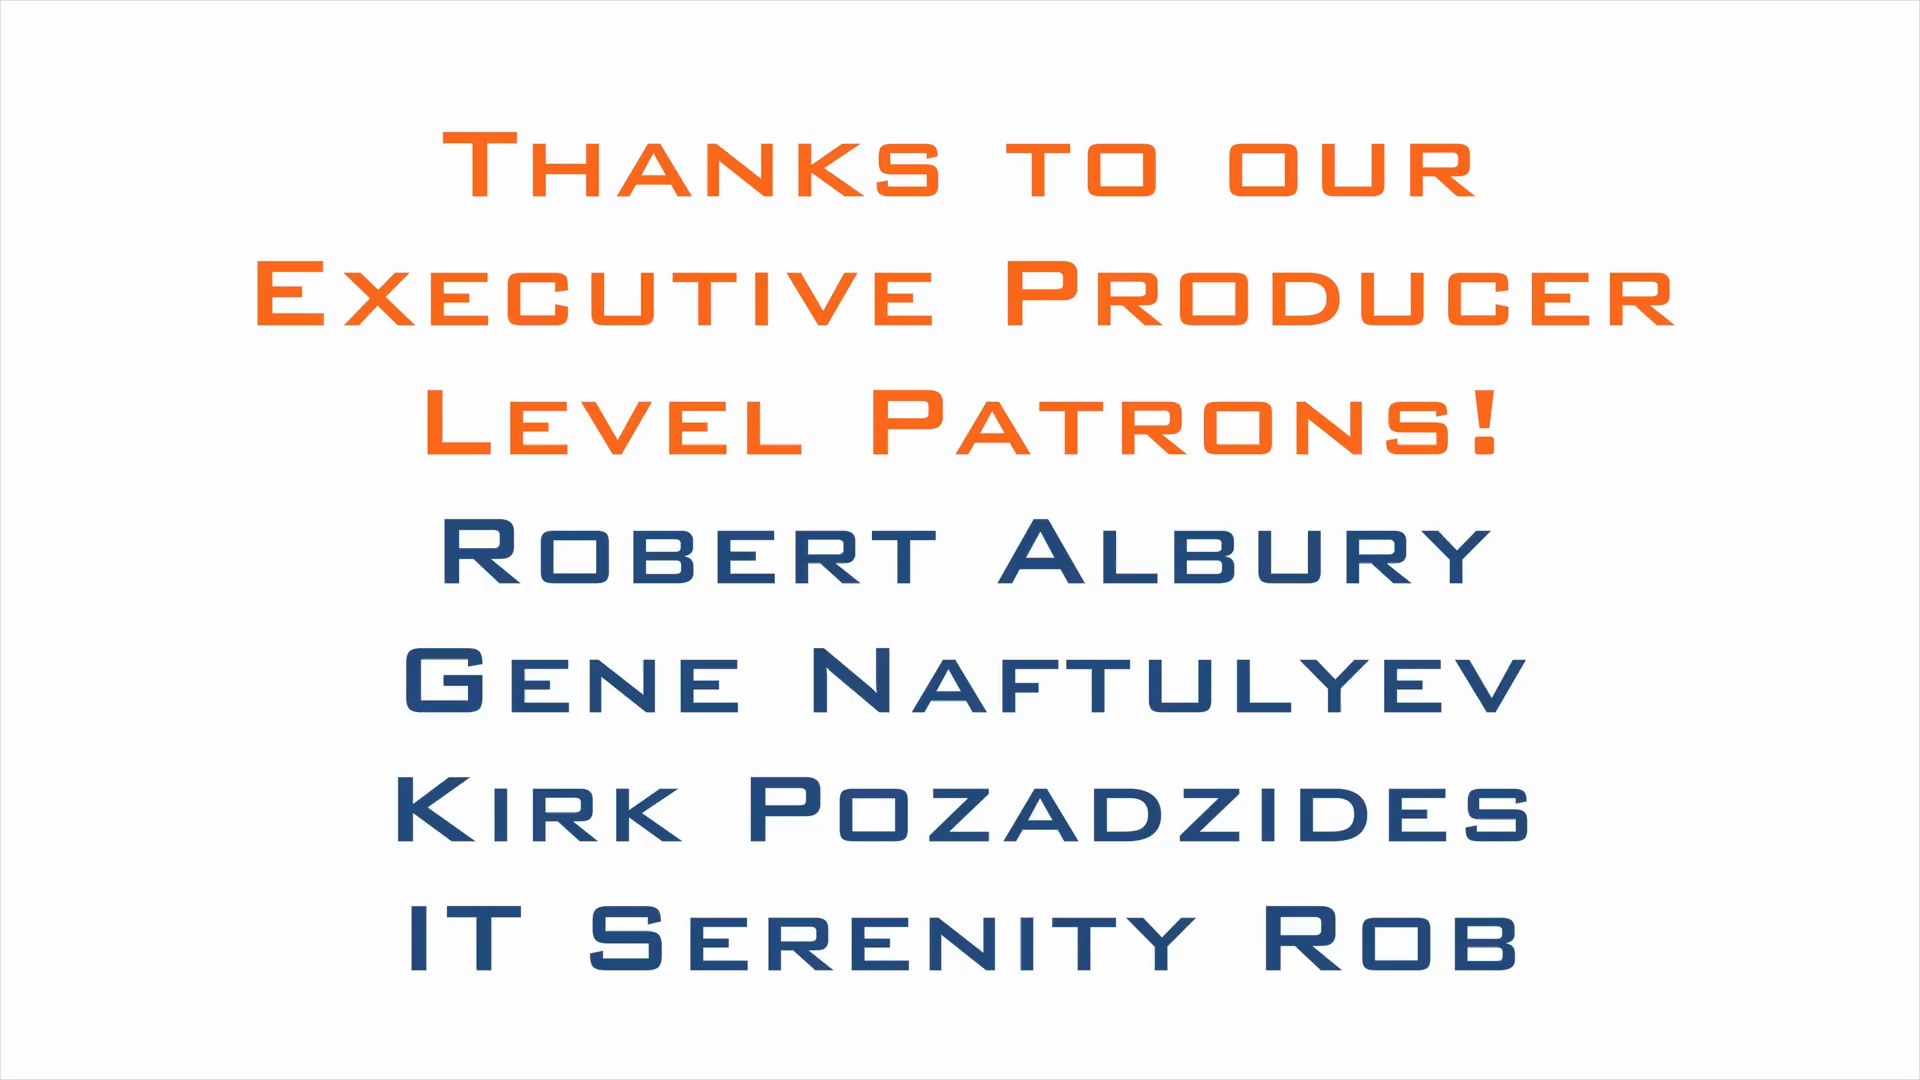 Thanks to our
Executive Producer
Level Patrons!
Robert Albury
Gene Naftulyev
Kirk Pozadzides
IT Serenity Rob